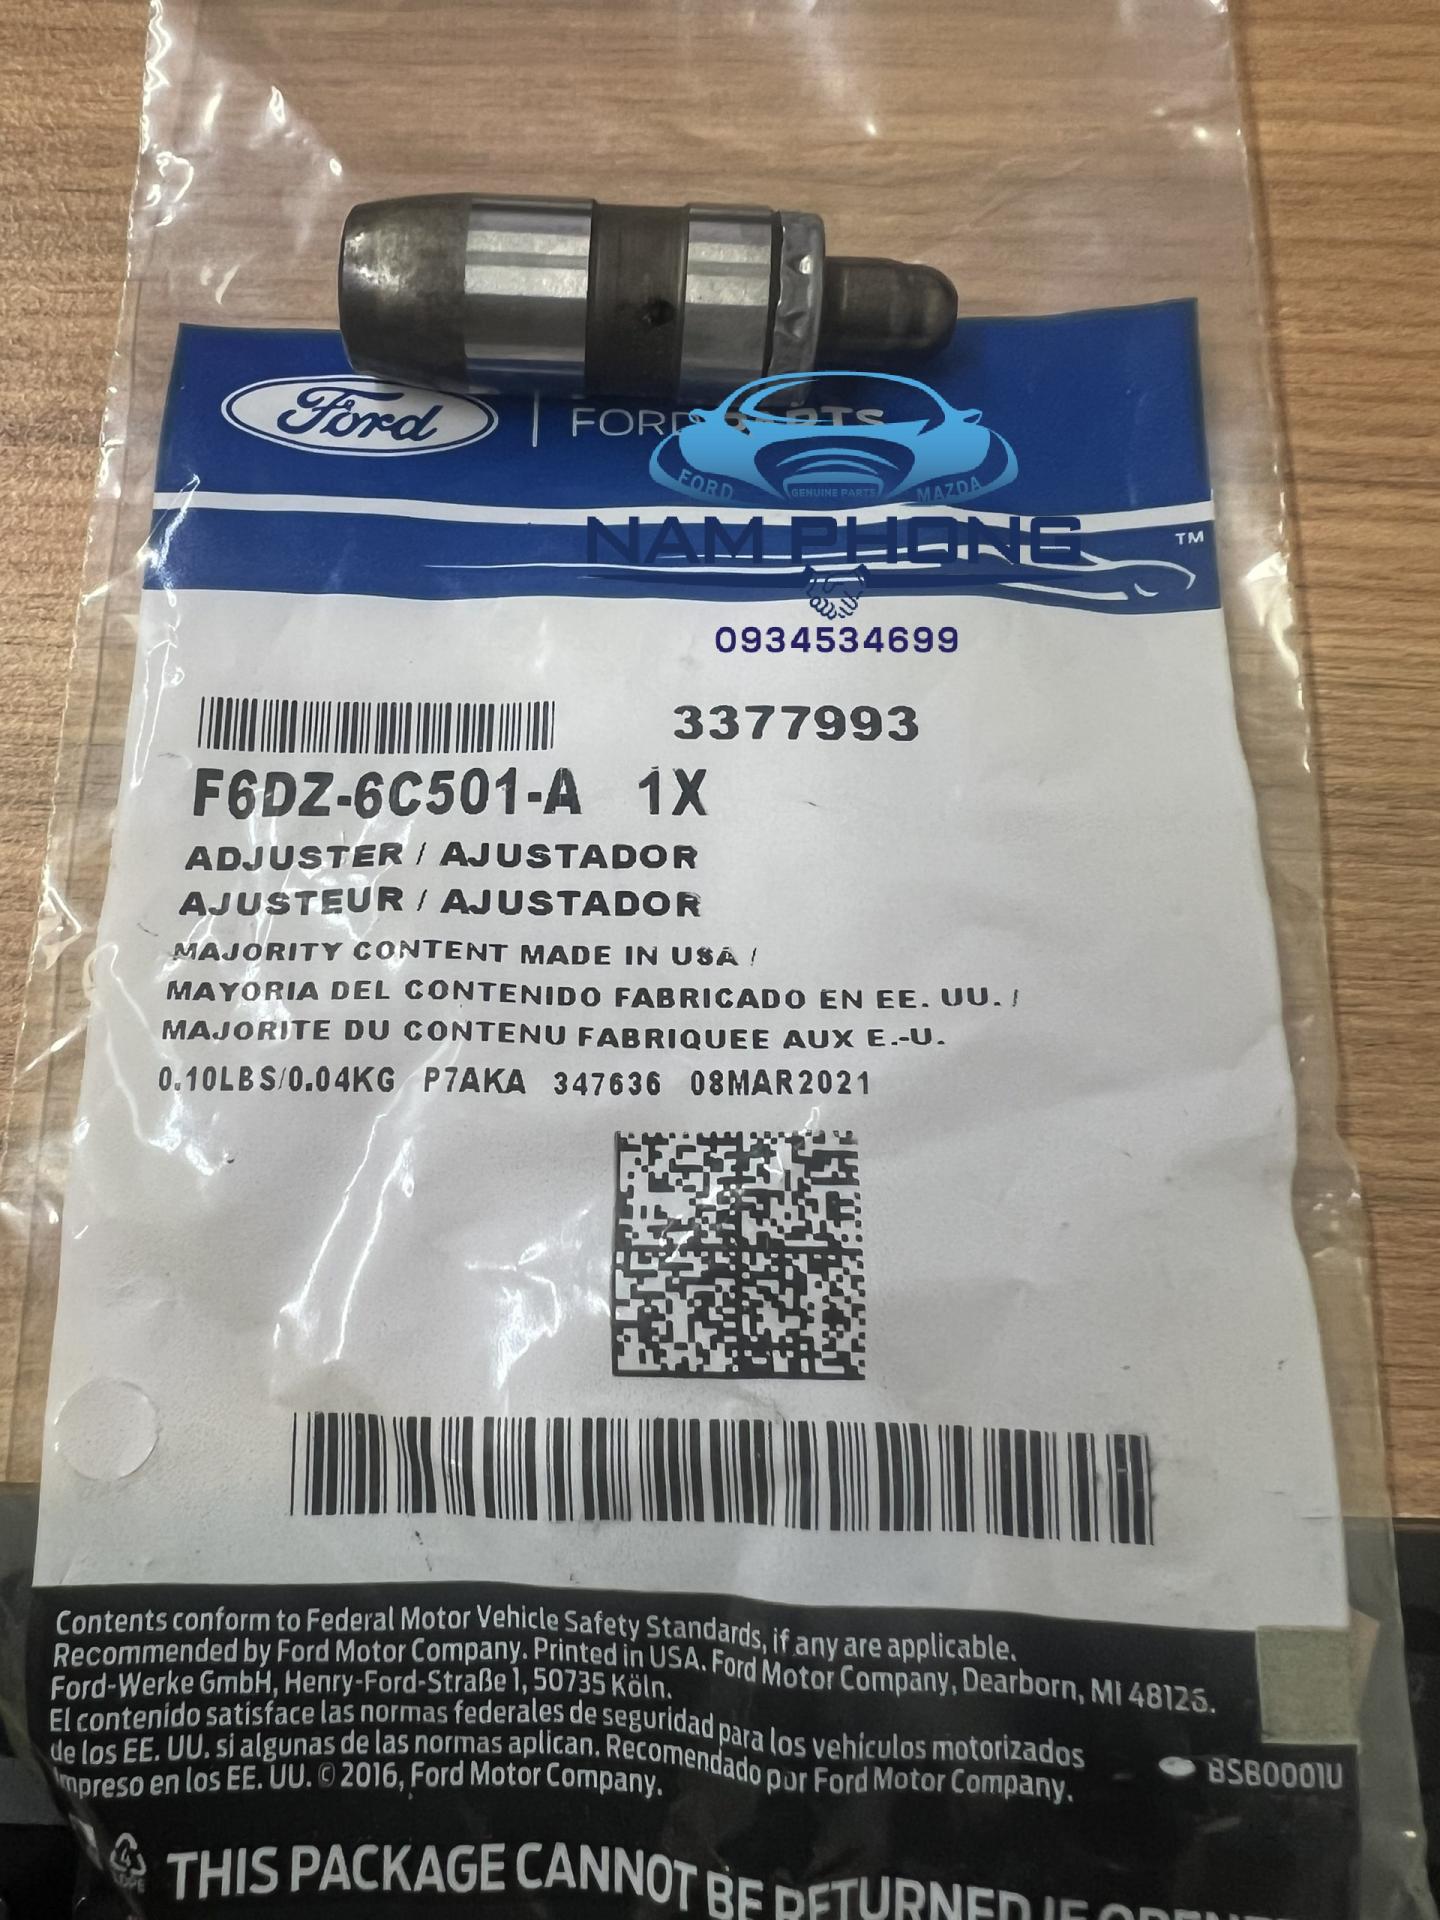 Ford
FORD PARTS
FORD
GENUINE PARTS
MAZDA
NAM PHONG
TM
0934534699
3377993
F6DZ-6C501-A 1X
ADJUSTER / AJUSTADOR
AJUSTEUR / AJUSTADOR
MAJORITY CONTENT MADE IN USA /
MAYORIA DEL CONTENIDO FABRICADO EN EE. UU. /
MAJORITE DU CONTENU FABRIQUEE AUX E.-U.
0.10LBS/0.04KG P7AKA 347636 08MAR2021
Contents conform to Federal Motor Vehicle Safety Standards, if any are applicable.
Recommended by Ford Motor Company. Printed in USA. Ford Motor Company, Dearborn, MI 48126.
Ford-Werke GmbH, Henry-Ford-Straße 1, 50735 Köln.
El contenido satisface las normas federales de seguridad para los vehículos motorizados
de los EE. UU. si algunas de las normas aplican. Recomendado por Ford Motor Company.
Impreso en los EE. UU. © 2016, Ford Motor Company.
BSB0001U
4
LDPE
THIS PACKAGE CANNOT BE RETURNED IF OPENED